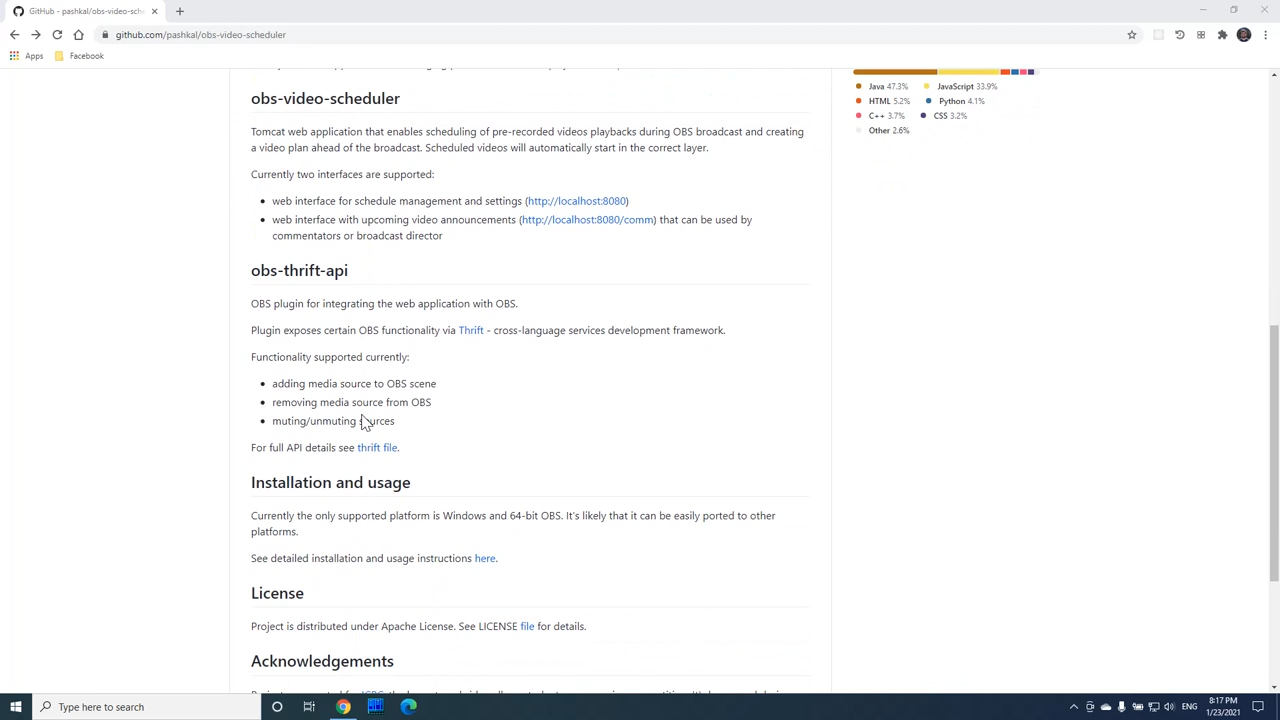 GitHub - pashkal/obs-video-sche
github.com/pashkal/obs-video-scheduler
Apps
Facebook
obs-video-scheduler
Tomcat web application that enables scheduling of pre-recorded videos playbacks during OBS broadcast and creating
a video plan ahead of the broadcast. Scheduled videos will automatically start in the correct layer.
Currently two interfaces are supported:
web interface for schedule management and settings (http://localhost:8080)
web interface with upcoming video announcements (http://localhost:8080/comm) that can be used by
commentators or broadcast director
obs-thrift-api
OBS plugin for integrating the web application with OBS.
Plugin exposes certain OBS functionality via Thrift - cross-language services development framework.
Functionality supported currently:
adding media source to OBS scene
removing media source from OBS
muting/unmuting sources
For full API details see thrift file.
Installation and usage
Currently the only supported platform is Windows and 64-bit OBS. It's likely that it can be easily ported to other
platforms.
See detailed installation and usage instructions here.
License
Project is distributed under Apache License. See LICENSE file for details.
Acknowledgements
Java 47.3%
JavaScript 33.9%
HTML 5.2%
Python 4.1%
C++ 3.7%
CSS 3.2%
Other 2.6%
Type here to search
ENG
8:17 PM
1/23/2021